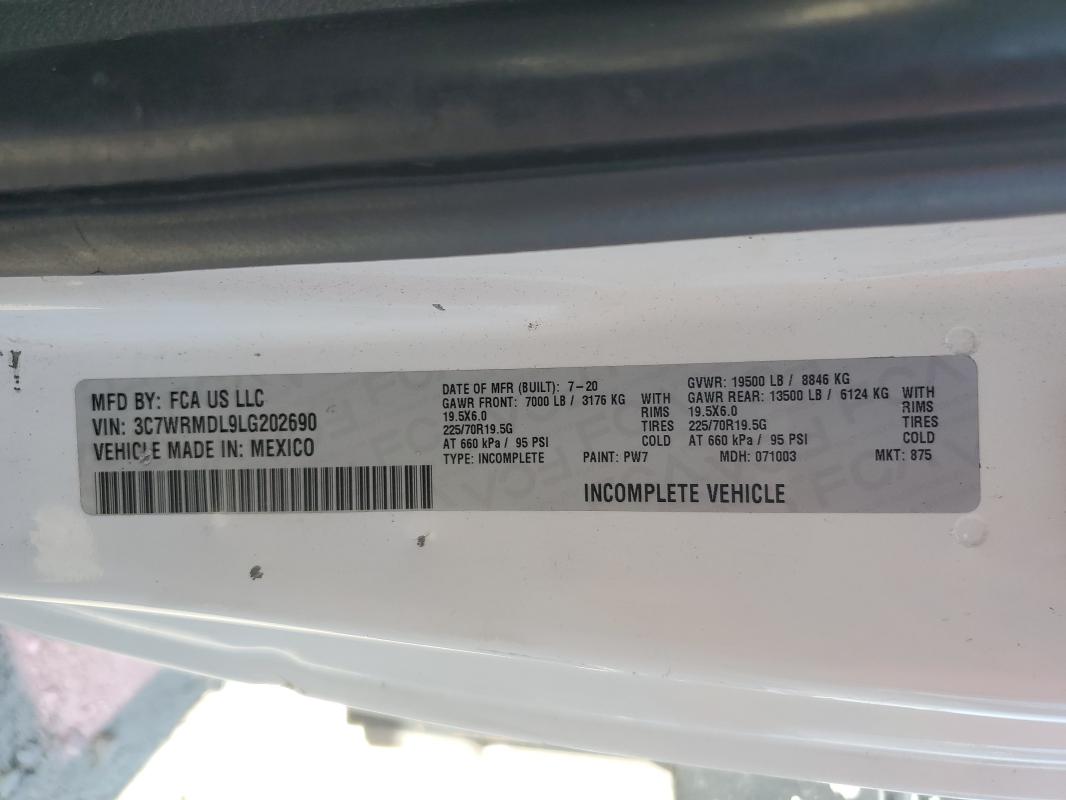 MFD BY: FCA US LLC
VIN: 3C7WRMDL9LG202690
VEHICLE MADE IN: MEXICO
DATE OF MFR (BUILT): 7-20
GAWR FRONT: 7000 LB / 3176 KG WITH
19.5X6.0 RIMS
225/70R19.5G TIRES
AT 660 kPa / 95 PSI COLD
GVWR: 19500 LB / 8846 KG
GAWR REAR: 13500 LB / 6124 KG WITH
19.5X6.0 RIMS
225/70R19.5G TIRES
AT 660 kPa / 95 PSI COLD
TYPE: INCOMPLETE PAINT: PW7 MDH: 071003 MKT: 875
INCOMPLETE VEHICLE